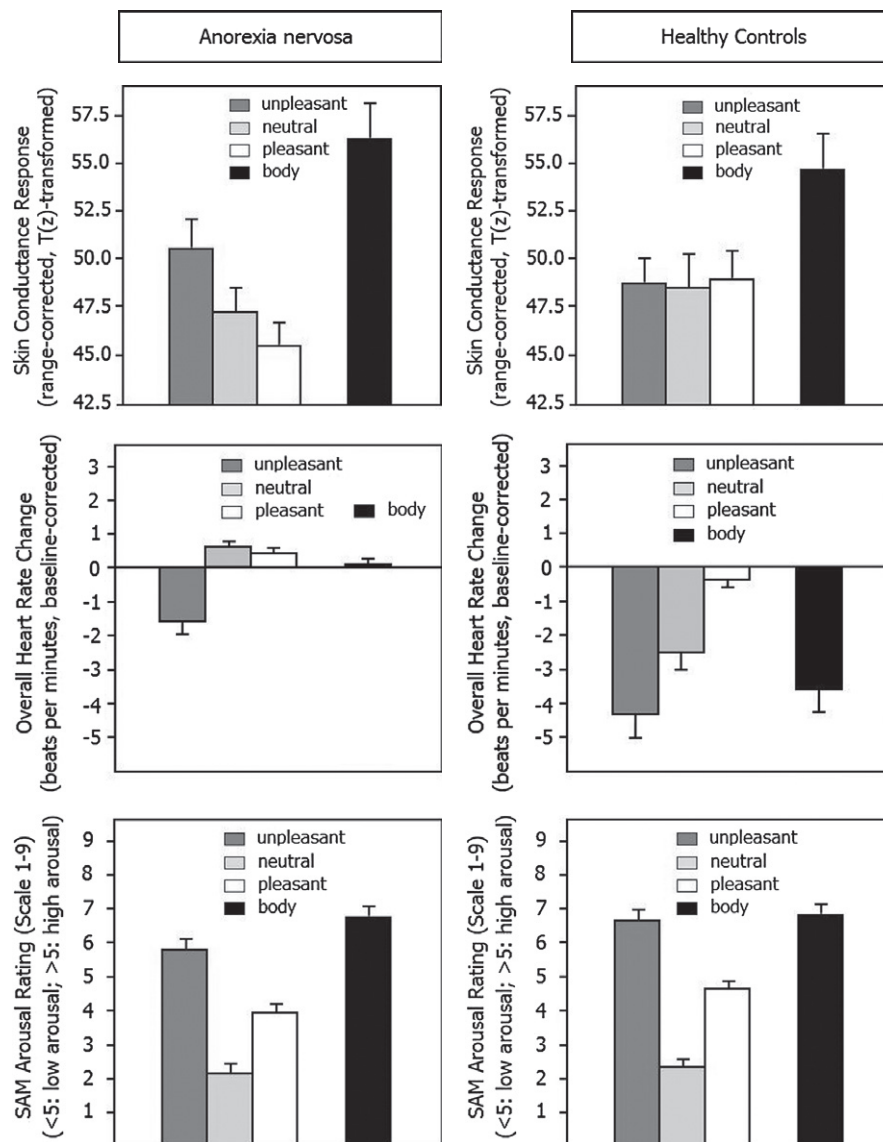 Anorexia nervosa
Healthy Controls
Skin Conductance Response
(range-corrected, T(z)-transformed)
57.5
55.0
52.5
50.0
47.5
45.0
42.5
unpleasant
neutral
pleasant
body
Skin Conductance Response
(range-corrected, T(z)-transformed)
57.5
55.0
52.5
50.0
47.5
45.0
42.5
unpleasant
neutral
pleasant
body
Overall Heart Rate Change
(beats per minutes, baseline-corrected)
3
2
1
0
-1
-2
-3
-4
-5
unpleasant
neutral
pleasant
body
Overall Heart Rate Change
(beats per minutes, baseline-corrected)
3
2
1
0
-1
-2
-3
-4
-5
unpleasant
neutral
pleasant
body
SAM Arousal Rating (Scale 1-9)
(<5: low arousal; >5: high arousal)
9
8
7
6
5
4
3
2
1
unpleasant
neutral
pleasant
body
SAM Arousal Rating (Scale 1-9)
(<5: low arousal; >5: high arousal)
9
8
7
6
5
4
3
2
1
unpleasant
neutral
pleasant
body